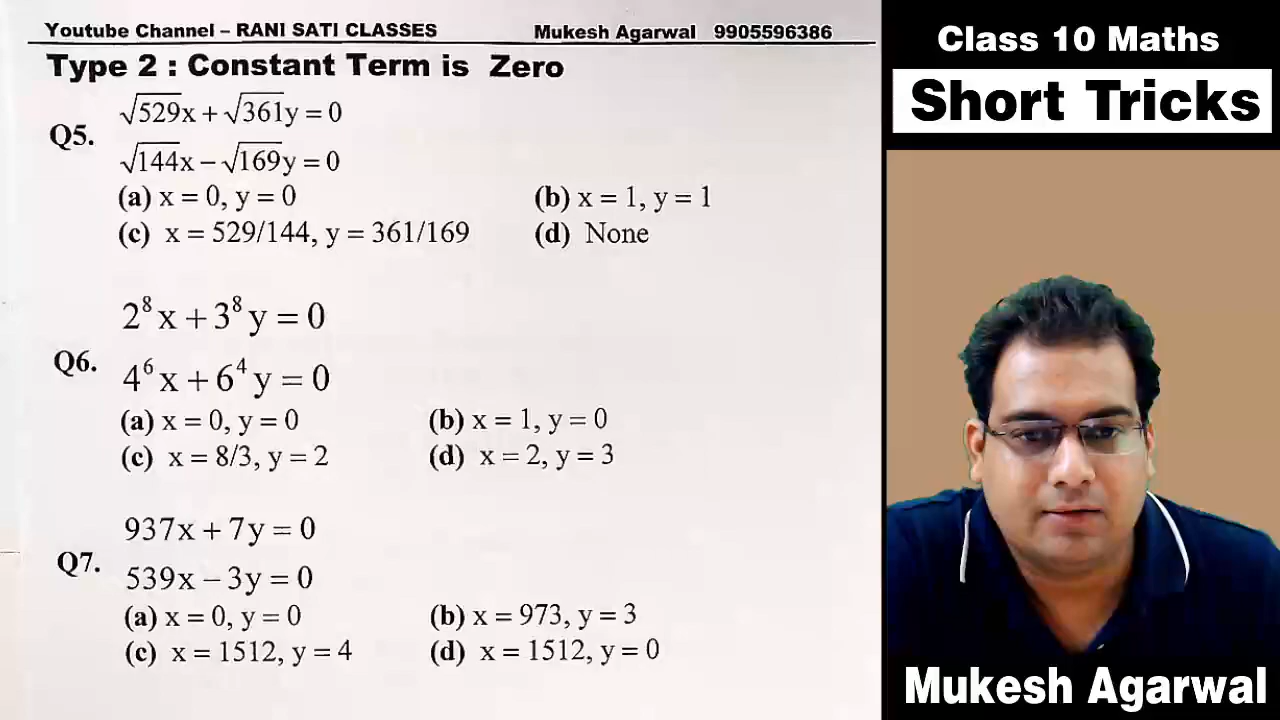 Youtube Channel – RANI SATI CLASSES Mukesh Agarwal 9905596386
Type 2 : Constant Term is Zero
Q5.
√529x + √361y = 0
√144x – √169y = 0
(a) x = 0, y = 0 (b) x = 1, y = 1
(c) x = 529/144, y = 361/169 (d) None
Q6.
2⁸x + 3⁸y = 0
4⁶x + 6⁴y = 0
(a) x = 0, y = 0 (b) x = 1, y = 0
(c) x = 8/3, y = 2 (d) x = 2, y = 3
Q7.
937x + 7y = 0
539x – 3y = 0
(a) x = 0, y = 0 (b) x = 973, y = 3
(c) x = 1512, y = 4 (d) x = 1512, y = 0
Class 10 Maths
Short Tricks
Mukesh Agarwal